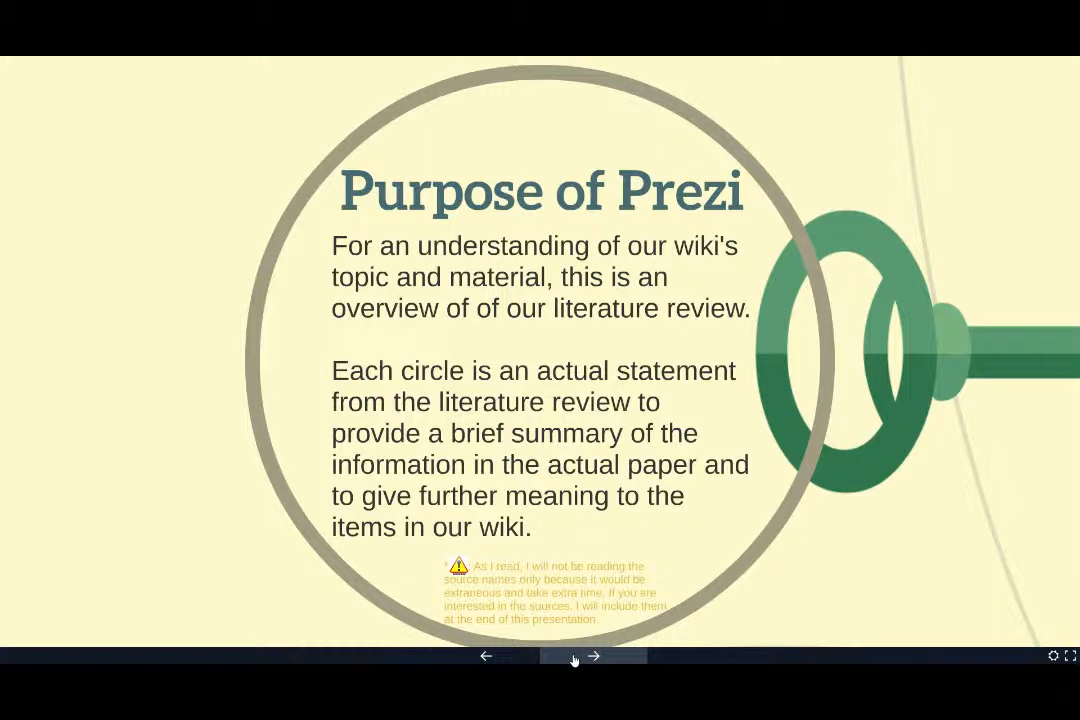 Purpose of Prezi
For an understanding of our wiki's
topic and material, this is an
overview of of our literature review.
Each circle is an actual statement
from the literature review to
provide a brief summary of the
information in the actual paper and
to give further meaning to the
items in our wiki.
* : As I read, I will not be reading the
source names only because it would be
extraneous and take extra time. If you are
interested in the sources, I will include them
at the end of this presentation.